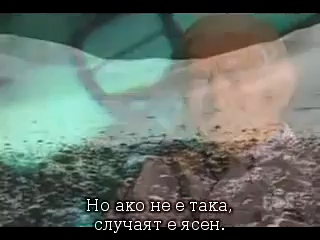 Но ако не е така,
случаят е ясен.